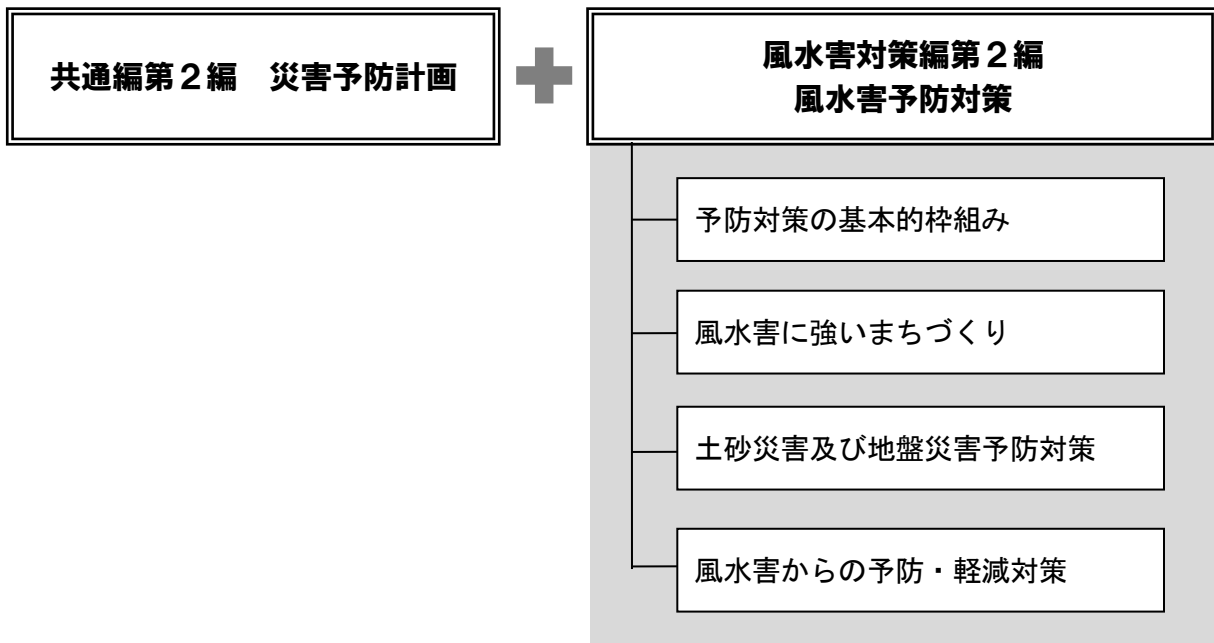 共通編第２編　災害予防計画
風水害対策編第２編
風水害予防対策
予防対策の基本的枠組み
風水害に強いまちづくり
土砂災害及び地盤災害予防対策
風水害からの予防・軽減対策